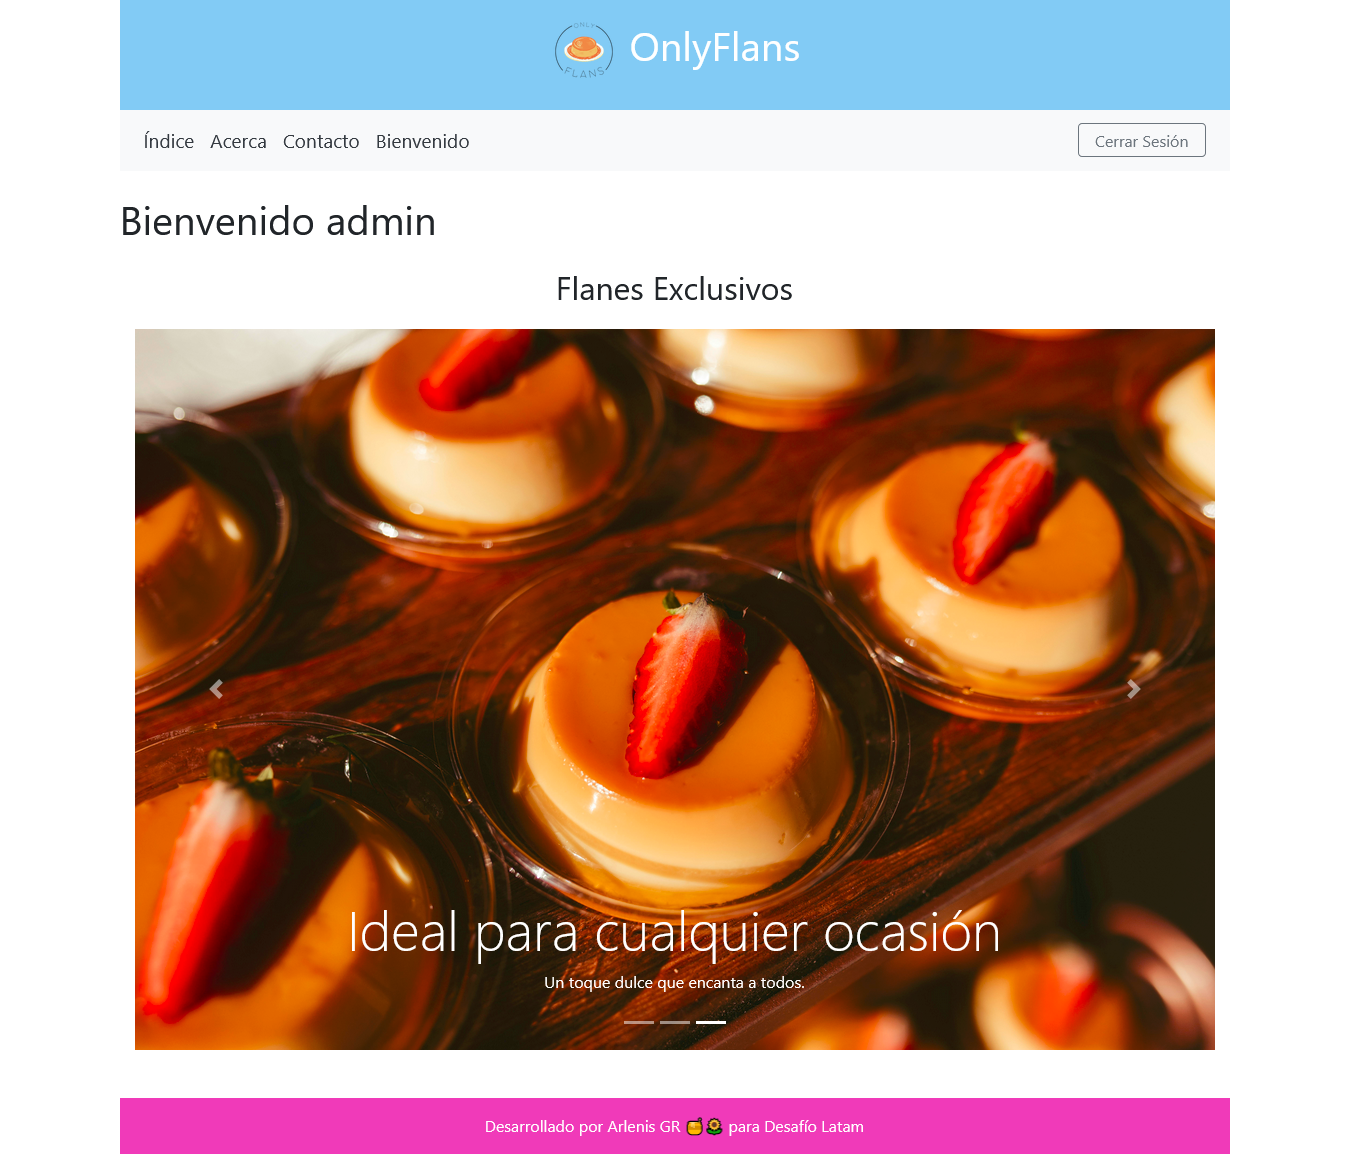 ONLY
FLANS
OnlyFlans
Índice Acerca Contacto Bienvenido
Cerrar Sesión
Bienvenido admin
Flanes Exclusivos
Ideal para cualquier ocasión
Un toque dulce que encanta a todos.
Desarrollado por Arlenis GR 🍯🌻 para Desafío Latam